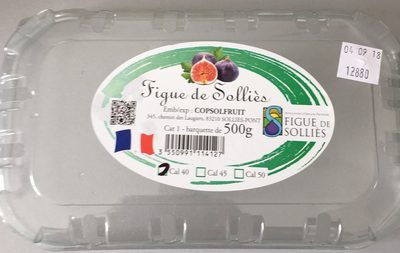 04 09 18
12880
Figue de Solliès
Emb/exp : COPSOLFRUIT
345, chemin des Laugiers, 83210 SOLLIES-PONT
Cat 1 - barquette de 500g
FIGUE DE
SOLLIÈS
3 550991 114127
Cal 40 Cal 45 Cal 50